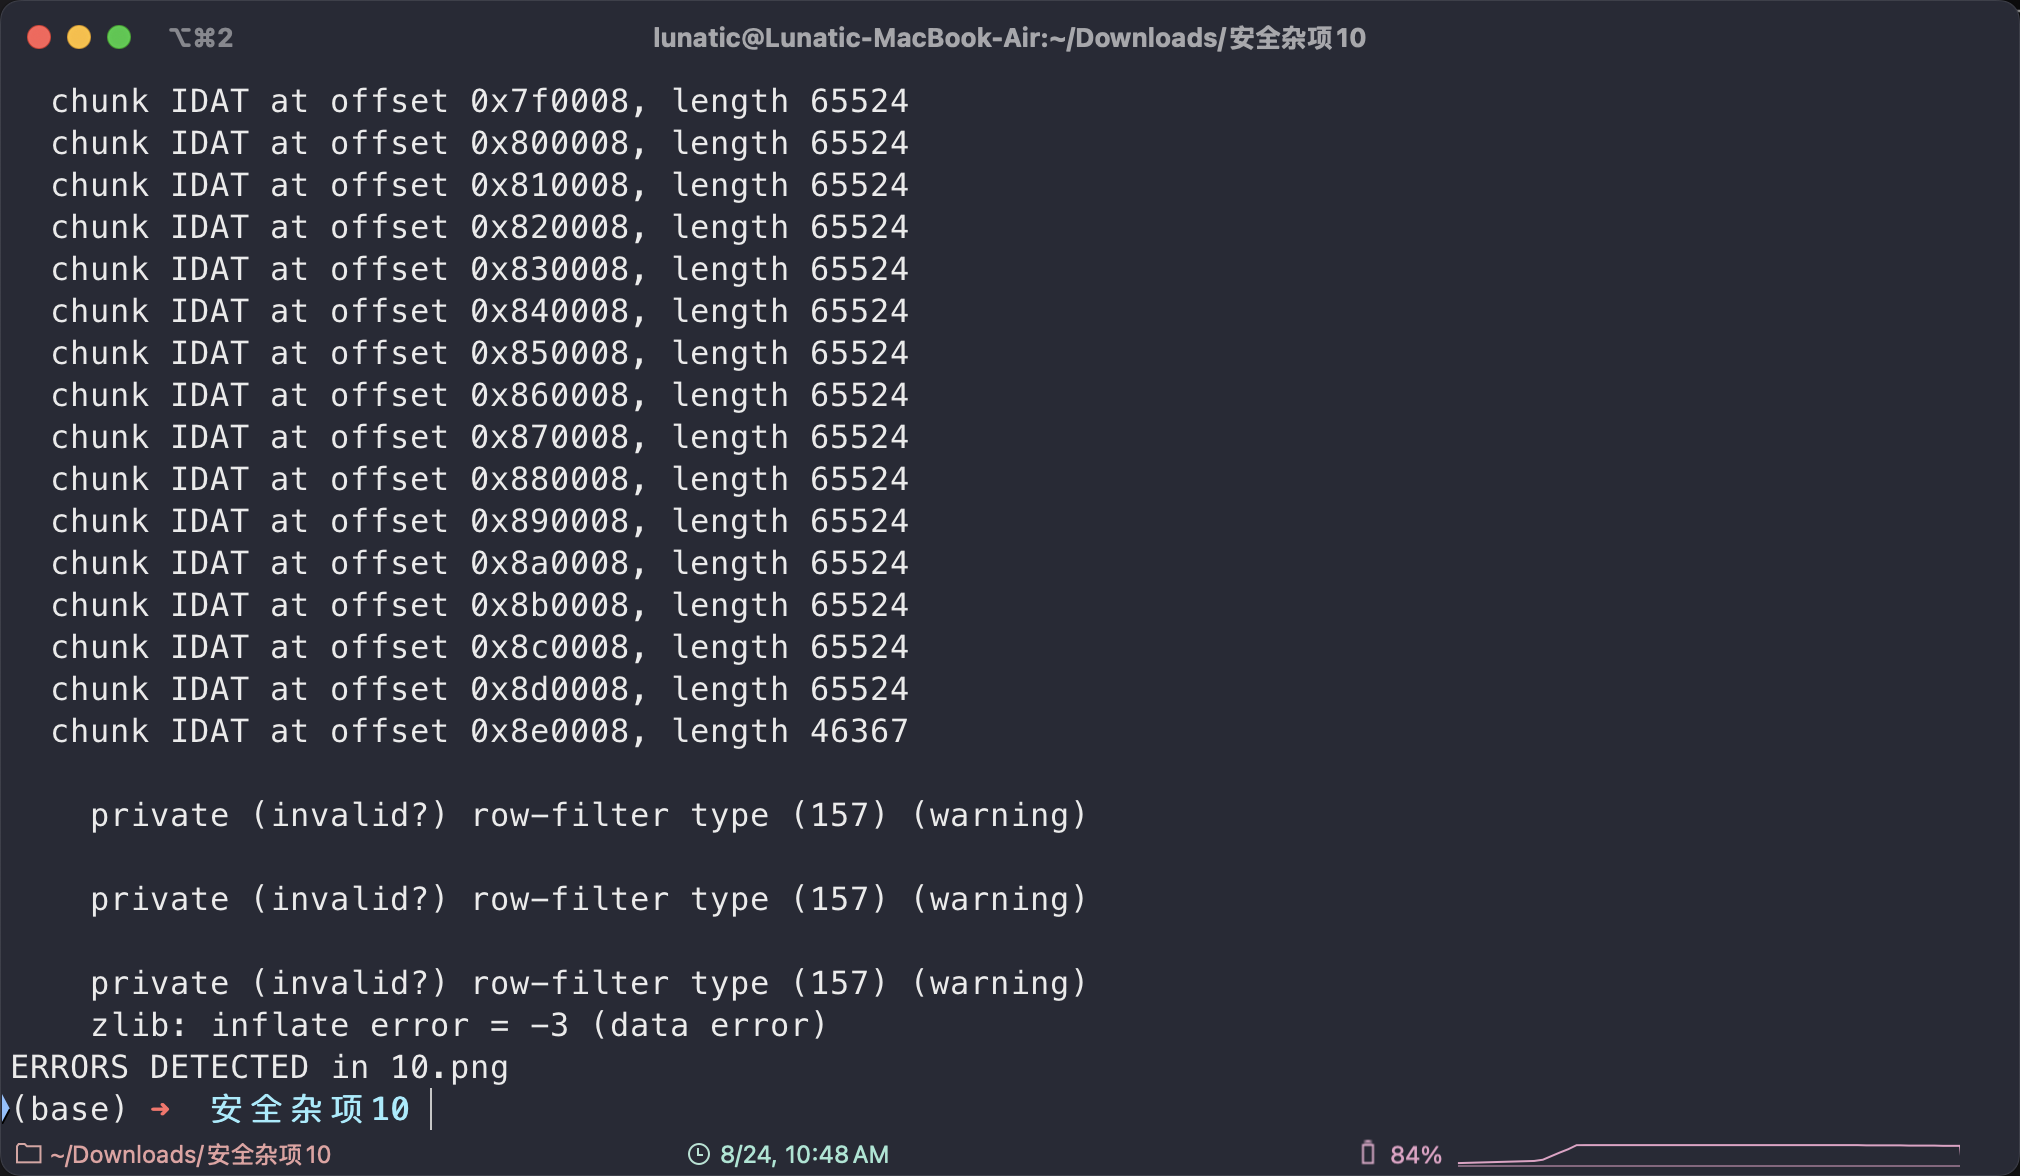 ⌥⌘2
lunatic@Lunatic-MacBook-Air:~/Downloads/安全杂项10
chunk IDAT at offset 0x7f0008, length 65524
chunk IDAT at offset 0x800008, length 65524
chunk IDAT at offset 0x810008, length 65524
chunk IDAT at offset 0x820008, length 65524
chunk IDAT at offset 0x830008, length 65524
chunk IDAT at offset 0x840008, length 65524
chunk IDAT at offset 0x850008, length 65524
chunk IDAT at offset 0x860008, length 65524
chunk IDAT at offset 0x870008, length 65524
chunk IDAT at offset 0x880008, length 65524
chunk IDAT at offset 0x890008, length 65524
chunk IDAT at offset 0x8a0008, length 65524
chunk IDAT at offset 0x8b0008, length 65524
chunk IDAT at offset 0x8c0008, length 65524
chunk IDAT at offset 0x8d0008, length 65524
chunk IDAT at offset 0x8e0008, length 46367
private (invalid?) row-filter type (157) (warning)
private (invalid?) row-filter type (157) (warning)
private (invalid?) row-filter type (157) (warning)
zlib: inflate error = -3 (data error)
ERRORS DETECTED in 10.png
(base) ➜ 安全杂项10
~/Downloads/安全杂项10
8/24, 10:48 AM
84%